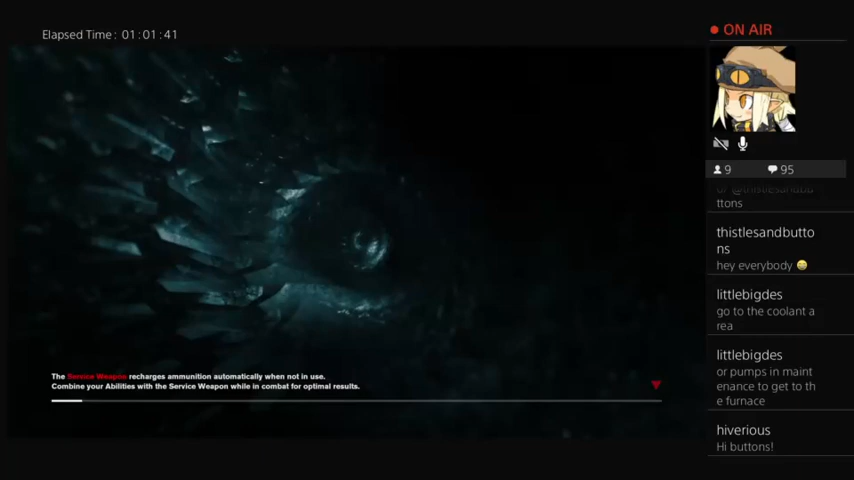 Elapsed Time: 01:01:41
ON AIR
9 95
ttons
thistlesandbutto
ns
hey everybody 😄
littlebigdes
go to the coolant a
rea
littlebigdes
or pumps in maint
enance to get to th
e furnace
hiverious
Hi buttons!
The Service Weapon recharges ammunition automatically when not in use.
Combine your Abilities with the Service Weapon while in combat for optimal results.